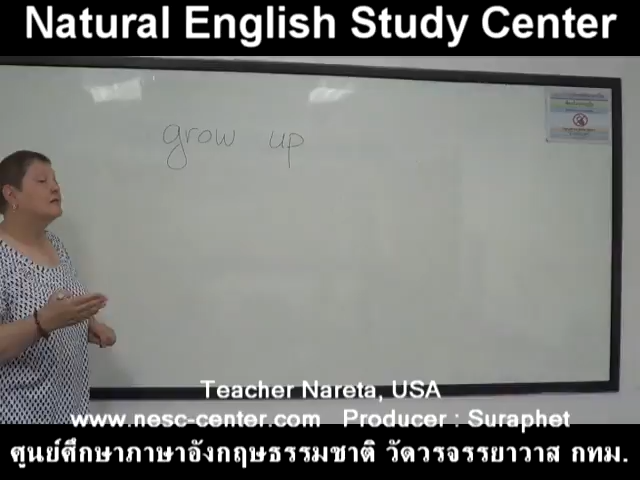 Natural English Study Center
grow up
Teacher Nareta, USA
www.nesc-center.com Producer : Suraphet
ศูนย์ศึกษาภาษาอังกฤษธรรมชาติ วัดวรจรรยาวาส กทม.